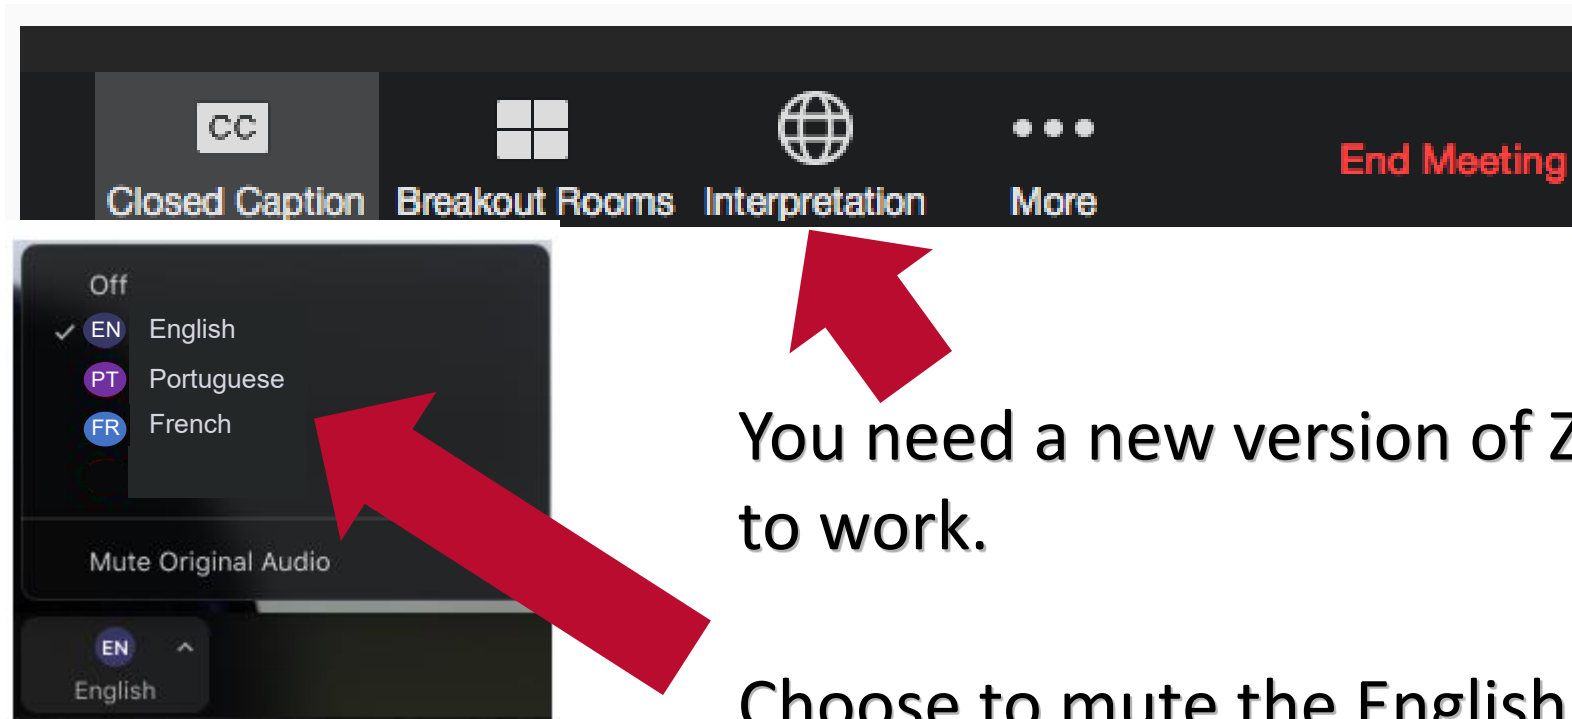 CC
Closed Caption Breakout Rooms Interpretation More End Meeting
Off
EN English
PT Portuguese
FR French
Mute Original Audio
EN
English
You need a new version of Z
to work.
Choose to mute the English